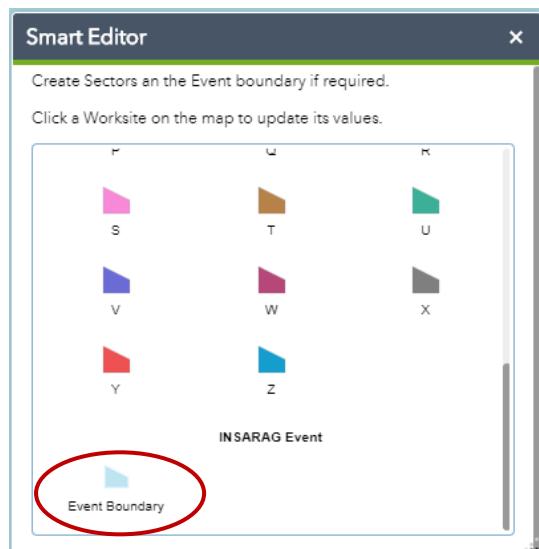 Smart Editor ×
Create Sectors an the Event boundary if required.
Click a Worksite on the map to update its values.
P Q R
S T U
V W X
Y Z
INSARAG Event
Event Boundary